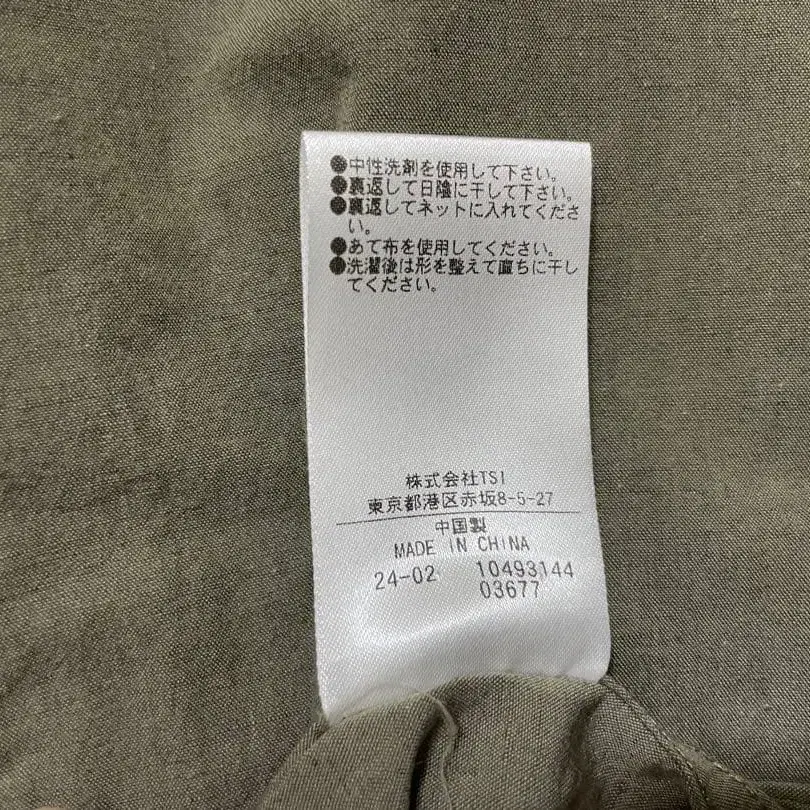 ●中性洗剤を使用して下さい。
●裏返して日陰に干して下さい。
●裏返してネットに入れてくださ
い。
●あて布を使用してください。
●洗濯後は形を整えて直ちに干し
てください。
株式会社TSI
東京都港区赤坂8-5-27
中国製
MADE IN CHINA
24-02 10493144
03677